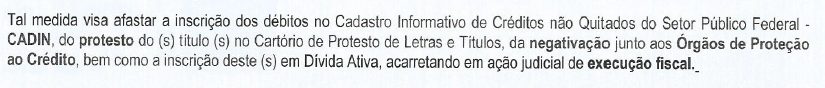 Tal medida visa afastar a inscrição dos débitos no Cadastro Informativo de Créditos não Quitados do Setor Público Federal -
CADIN, do protesto do (s) título (s) no Cartório de Protesto de Letras e Títulos, da negativação junto aos Órgãos de Proteção
ao Crédito, bem como a inscrição deste (s) em Dívida Ativa, acarretando em ação judicial de execução fiscal._